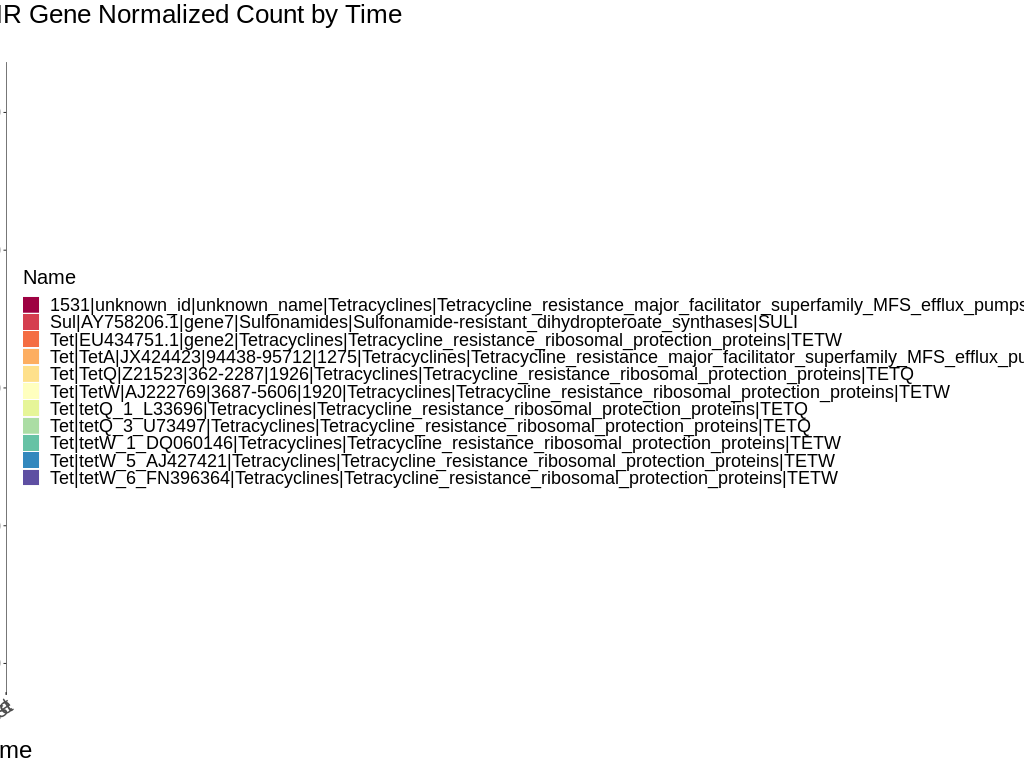 R Gene Normalized Count by Time
Name
1531|unknown_id|unknown_name|Tetracyclines|Tetracycline_resistance_major_facilitator_superfamily_MFS_efflux_pumps
Sul|AY758206.1|gene7|Sulfonamides|Sulfonamide-resistant_dihydropteroate_synthases|SULI
Tet|EU434751.1|gene2|Tetracyclines|Tetracycline_resistance_ribosomal_protection_proteins|TETW
Tet|TetA|JX424423|94438-95712|1275|Tetracyclines|Tetracycline_resistance_major_facilitator_superfamily_MFS_efflux_pu
Tet|TetQ|Z21523|362-2287|1926|Tetracyclines|Tetracycline_resistance_ribosomal_protection_proteins|TETQ
Tet|TetW|AJ222769|3687-5606|1920|Tetracyclines|Tetracycline_resistance_ribosomal_protection_proteins|TETW
Tet|tetQ_1_L33696|Tetracyclines|Tetracycline_resistance_ribosomal_protection_proteins|TETQ
Tet|tetQ_3_U73497|Tetracyclines|Tetracycline_resistance_ribosomal_protection_proteins|TETQ
Tet|tetW_1_DQ060146|Tetracyclines|Tetracycline_resistance_ribosomal_protection_proteins|TETW
Tet|tetW_5_AJ427421|Tetracyclines|Tetracycline_resistance_ribosomal_protection_proteins|TETW
Tet|tetW_6_FN396364|Tetracyclines|Tetracycline_resistance_ribosomal_protection_proteins|TETW
me